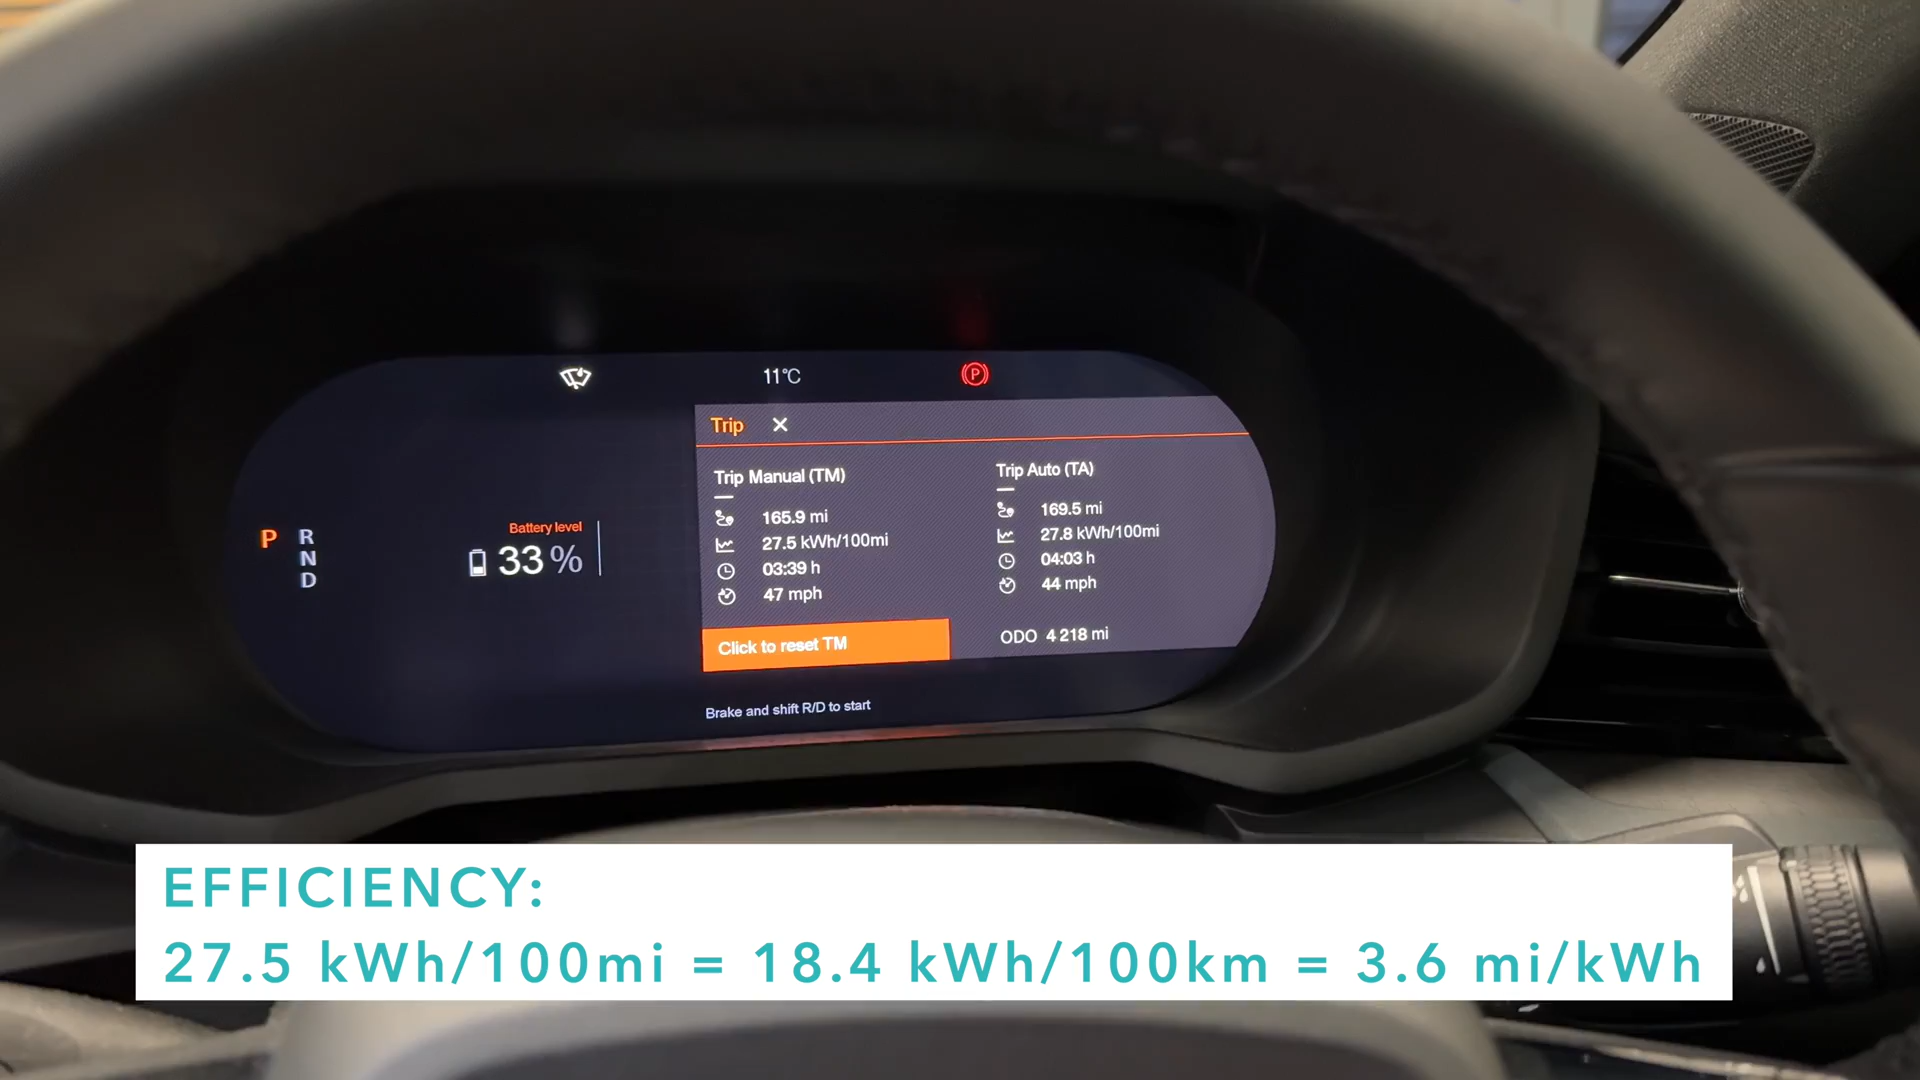 11°C
P
Trip
Trip Manual (TM)
165.9 mi
27.5 kWh/100mi
03:39 h
47 mph
Click to reset TM
Trip Auto (TA)
169.5 mi
27.8 kWh/100mi
04:03 h
44 mph
ODO 4 218 mi
P R
N
D
Battery level
33 %
Brake and shift R/D to start
EFFICIENCY:
27.5 kWh/100mi = 18.4 kWh/100km = 3.6 mi/kWh